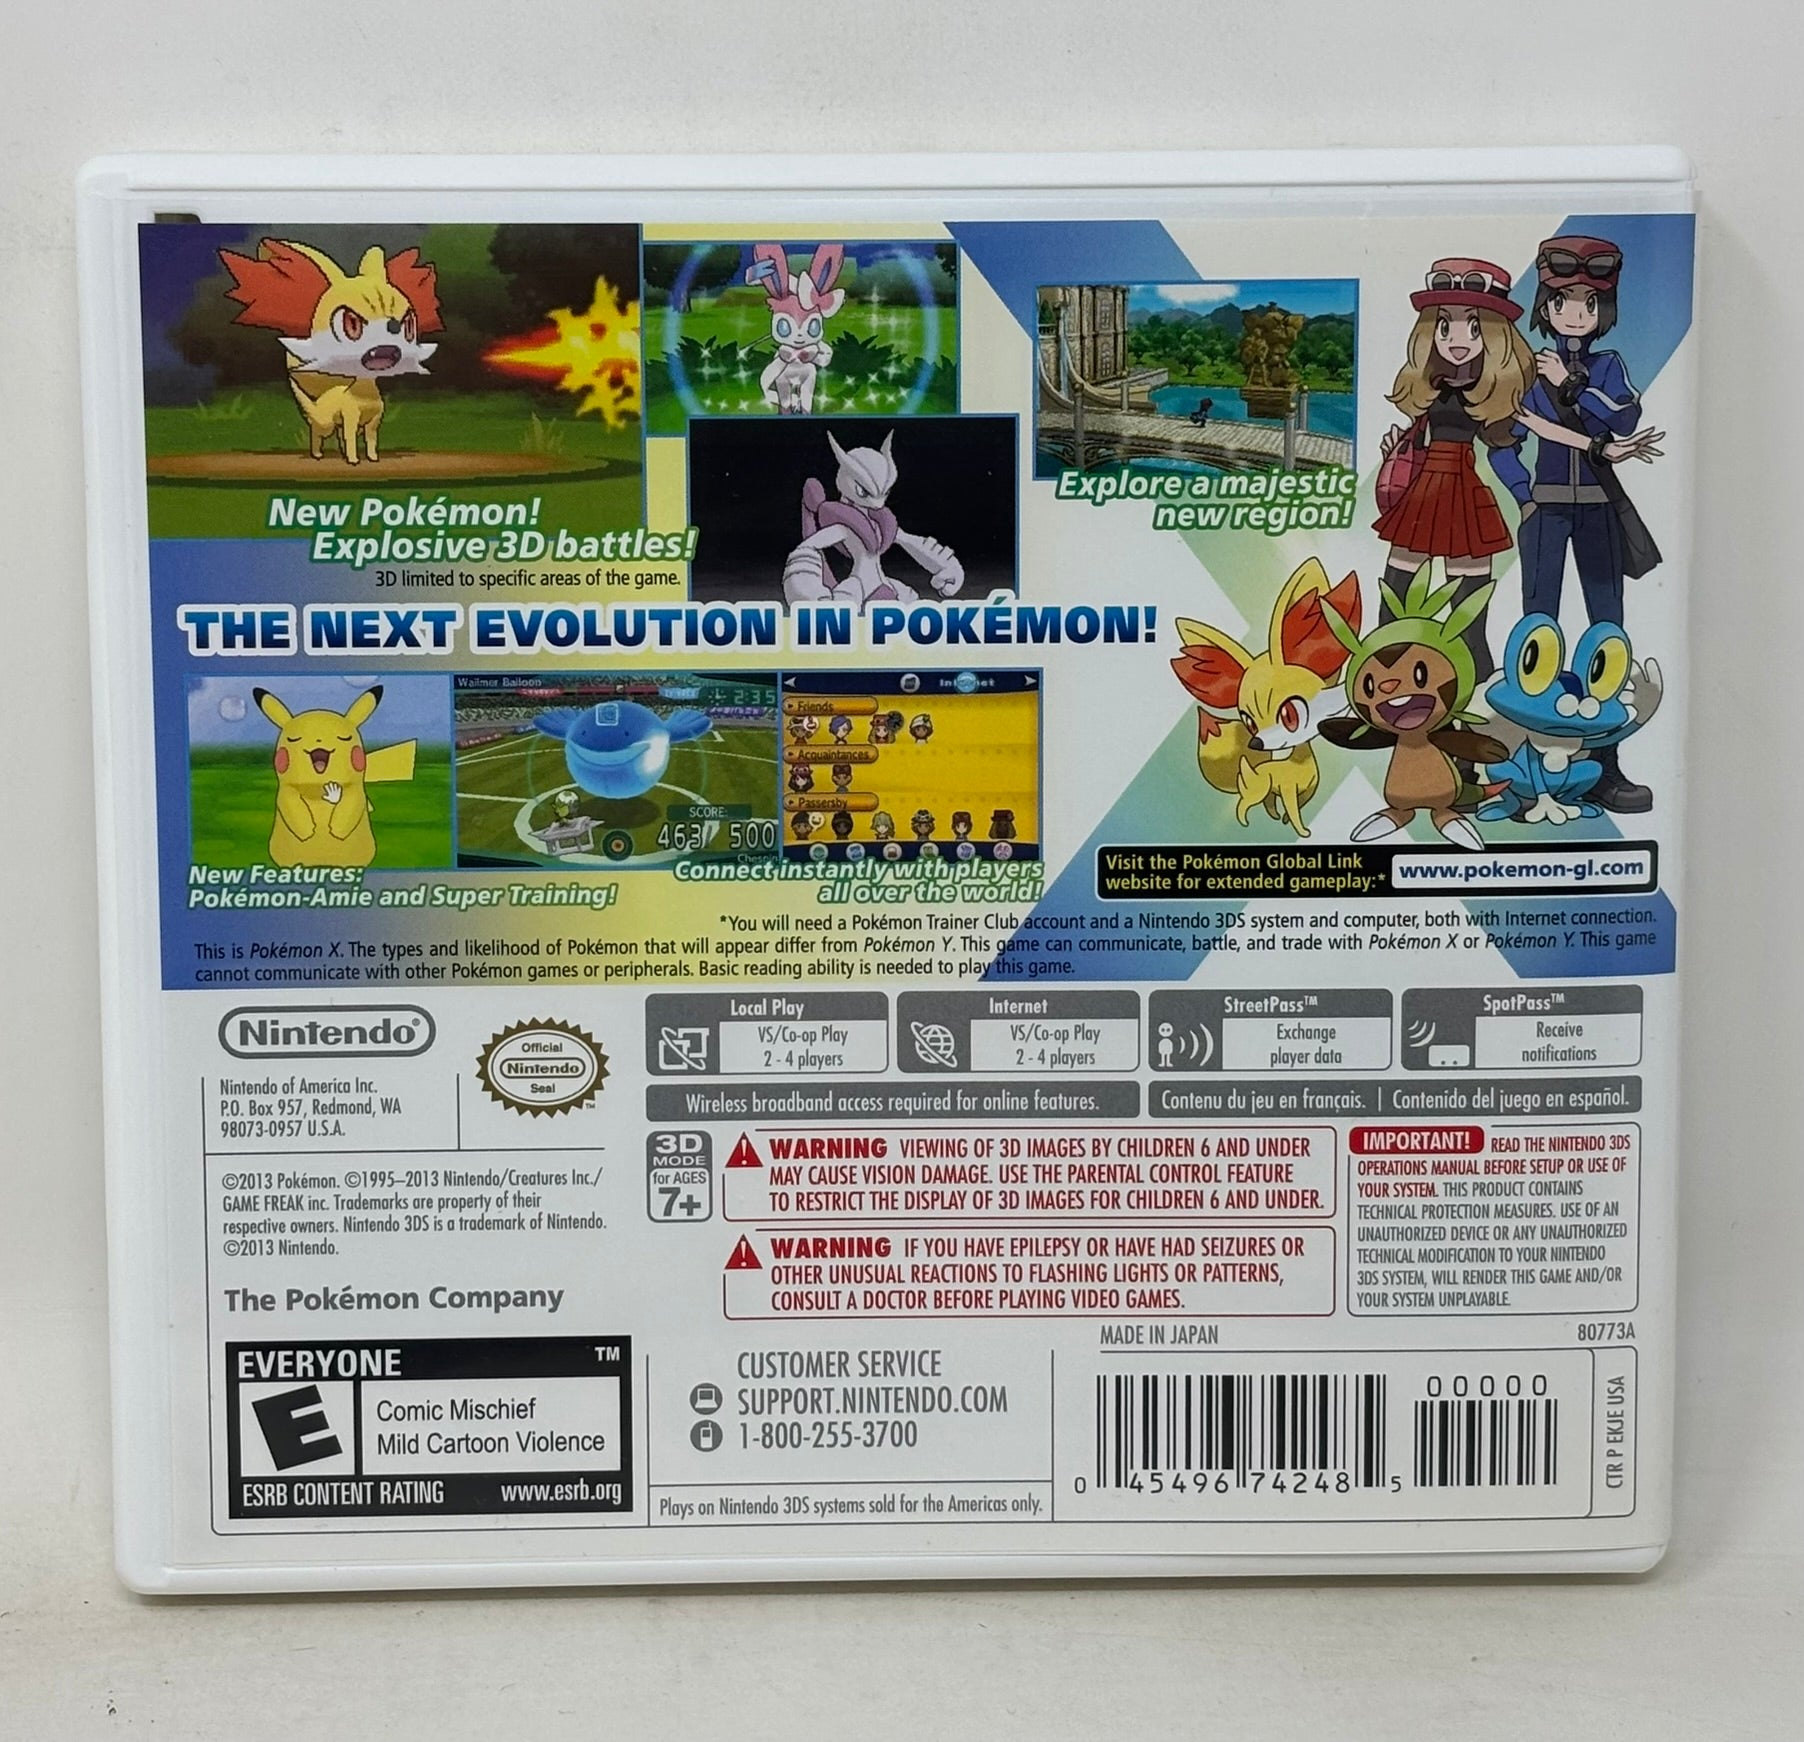 New Pokémon!
Explosive 3D battles!
3D limited to specific areas of the game.
Explore a majestic
new region!
THE NEXT EVOLUTION IN POKÉMON!
Wailmer Balloon
2:35
SCORE:
463/ 500
Chespin
Internet
Friends
Acquaintances
Passersby
New Features:
Pokémon-Amie and Super Training!
Connect instantly with players
all over the world!
Visit the Pokémon Global Link
website for extended gameplay:*
www.pokemon-gl.com
*You will need a Pokémon Trainer Club account and a Nintendo 3DS system and computer, both with Internet connection.
This is Pokémon X. The types and likelihood of Pokémon that will appear differ from Pokémon Y. This game can communicate, battle, and trade with Pokémon X or Pokémon Y. This game
cannot communicate with other Pokémon games or peripherals. Basic reading ability is needed to play this game.
Nintendo®
Official
Nintendo
Seal
TM
Nintendo of America Inc.
P.O. Box 957, Redmond, WA
98073-0957 U.S.A.
©2013 Pokémon. ©1995–2013 Nintendo/Creatures Inc./
GAME FREAK inc. Trademarks are property of their
respective owners. Nintendo 3DS is a trademark of Nintendo.
©2013 Nintendo.
The Pokémon Company
EVERYONE TM
E
Comic Mischief
Mild Cartoon Violence
ESRB CONTENT RATING www.esrb.org
Local Play
VS/Co-op Play
2 - 4 players
Internet
VS/Co-op Play
2 - 4 players
StreetPass™
Exchange
player data
SpotPass™
Receive
notifications
Wireless broadband access required for online features.
Contenu du jeu en français. | Contenido del juego en español.
3D
MODE
for AGES
7+
WARNING VIEWING OF 3D IMAGES BY CHILDREN 6 AND UNDER
MAY CAUSE VISION DAMAGE. USE THE PARENTAL CONTROL FEATURE
TO RESTRICT THE DISPLAY OF 3D IMAGES FOR CHILDREN 6 AND UNDER.
WARNING IF YOU HAVE EPILEPSY OR HAVE HAD SEIZURES OR
OTHER UNUSUAL REACTIONS TO FLASHING LIGHTS OR PATTERNS,
CONSULT A DOCTOR BEFORE PLAYING VIDEO GAMES.
IMPORTANT! READ THE NINTENDO 3DS
OPERATIONS MANUAL BEFORE SETUP OR USE OF
YOUR SYSTEM. THIS PRODUCT CONTAINS
TECHNICAL PROTECTION MEASURES. USE OF AN
UNAUTHORIZED DEVICE OR ANY UNAUTHORIZED
TECHNICAL MODIFICATION TO YOUR NINTENDO
3DS SYSTEM, WILL RENDER THIS GAME AND/OR
YOUR SYSTEM UNPLAYABLE.
CUSTOMER SERVICE
SUPPORT.NINTENDO.COM
1-800-255-3700
Plays on Nintendo 3DS systems sold for the Americas only.
MADE IN JAPAN
80773A
00000
0 45496 74248 5
CTR P EKJE USA